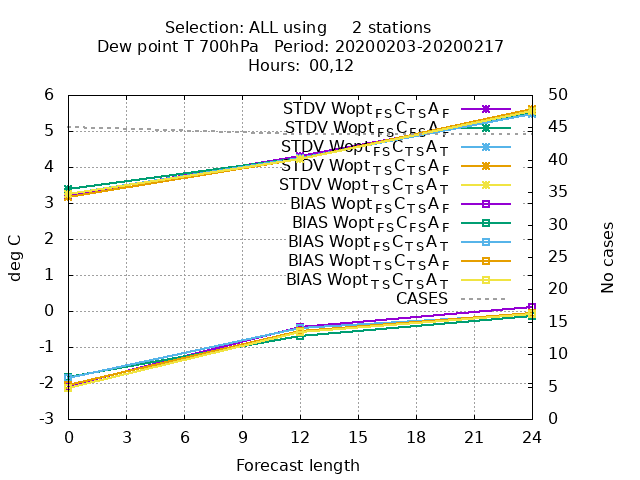 Selection: ALL using 2 stations
Dew point T 700hPa Period: 20200203-20200217
Hours: 00,12
STDV Wopt FS C TS A F
STDV Wopt FS C FS A F
STDV Wopt FS C TS A T
STDV Wopt TS C TS A F
STDV Wopt TS C TS A T
BIAS Wopt FS C TS A F
BIAS Wopt FS C FS A F
BIAS Wopt FS C TS A T
BIAS Wopt TS C TS A F
BIAS Wopt TS C TS A T
CASES
6
5
4
3
2
1
0
-1
-2
-3
deg C
50
45
40
35
30
25
20
15
10
5
0
No cases
0 3 6 9 12 15 18 21 24
Forecast length